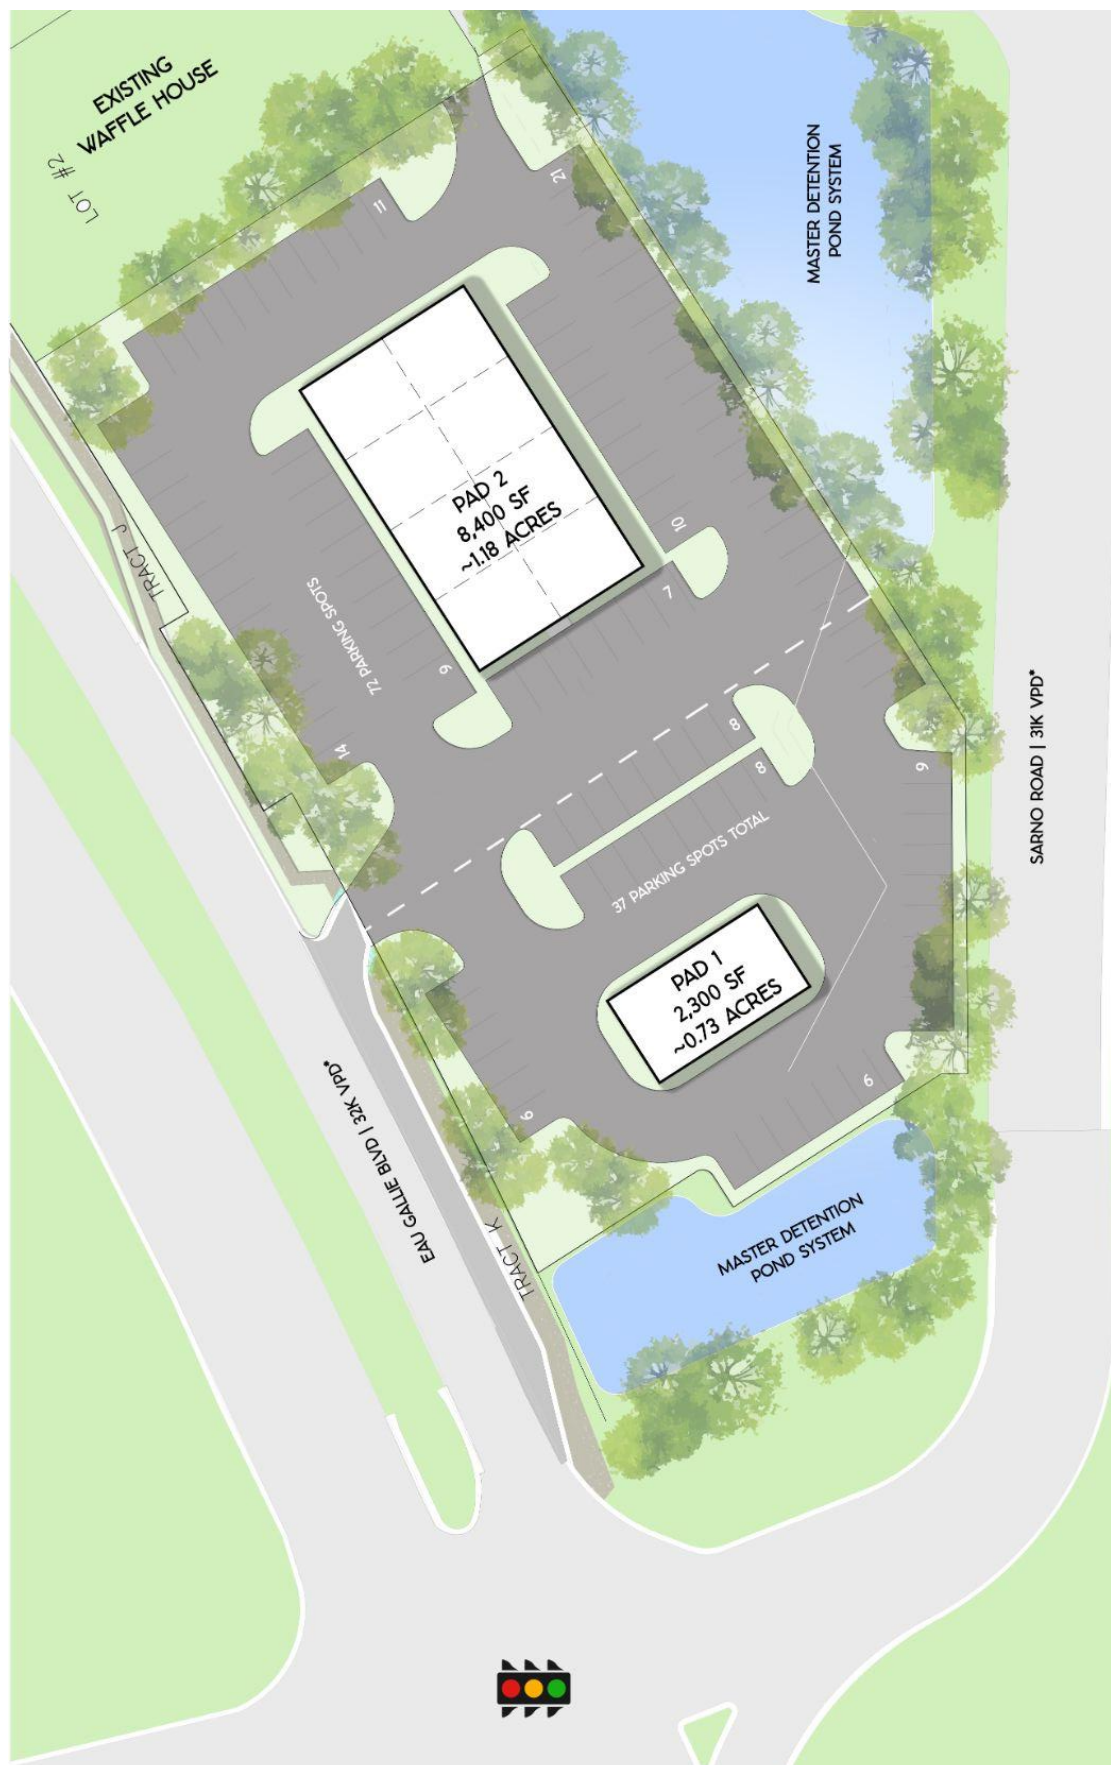 EXISTING
WAFFLE HOUSE
LOT #2
11
21
MASTER DETENTION
POND SYSTEM
PAD 2
8,400 SF
~1.18 ACRES
10
7
TRACT J
72 PARKING SPOTS
9
14
8
8
9
SARNO ROAD | 31K VPD*
37 PARKING SPOTS TOTAL
PAD 1
2,300 SF
~0.73 ACRES
6
6
EAU GALLIE BLVD | 32K VPD*
TRACT K
MASTER DETENTION
POND SYSTEM